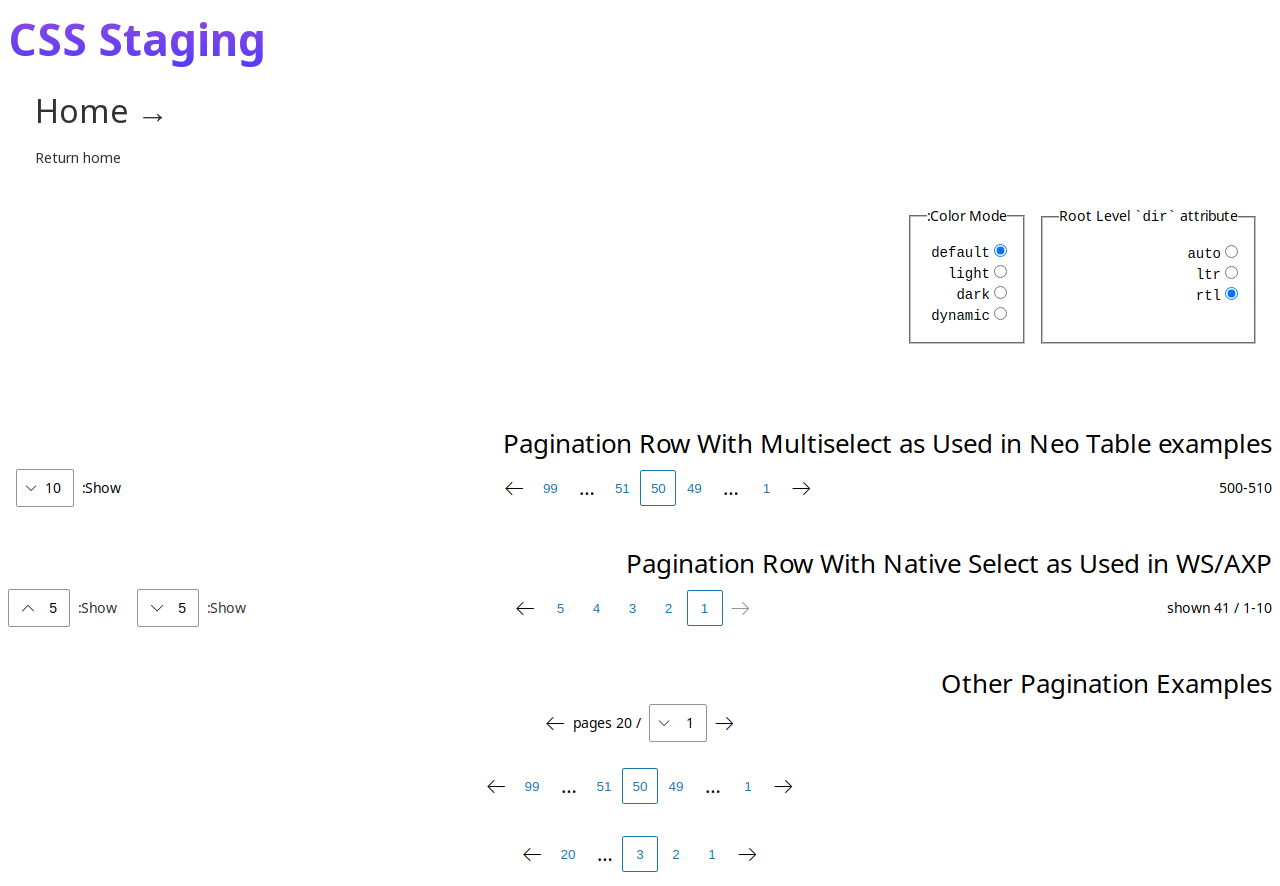 CSS Staging
Home →
Return home
:Color Mode
default
light
dark
dynamic
Root Level `dir` attribute
auto
ltr
rtl
Pagination Row With Multiselect as Used in Neo Table examples
10 :Show
99 ... 51 50 49 ... 1
500-510
Pagination Row With Native Select as Used in WS/AXP
5 :Show 5 :Show
5 4 3 2 1
shown 41 / 1-10
Other Pagination Examples
pages 20 / 1
99 ... 51 50 49 ... 1
20 ... 3 2 1